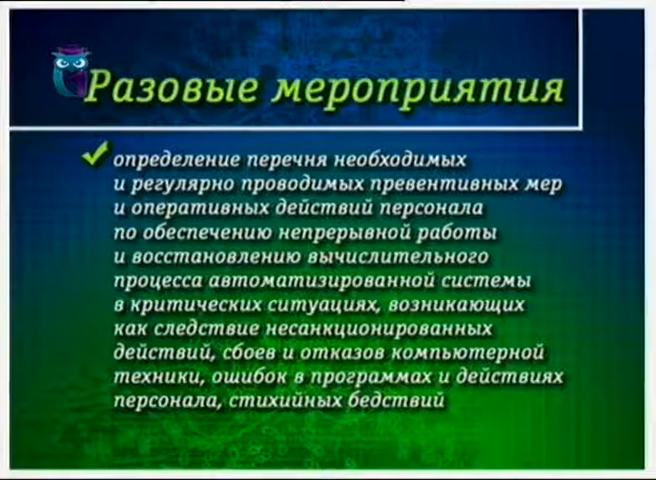 Разовые мероприятия
определение перечня необходимых
и регулярно проводимых превентивных мер
и оперативных действий персонала
по обеспечению непрерывной работы
и восстановлению вычислительного
процесса автоматизированной системы
в критических ситуациях, возникающих
как следствие несанкционированных
действий, сбоев и отказов компьютерной
техники, ошибок в программах и действиях
персонала, стихийных бедствий